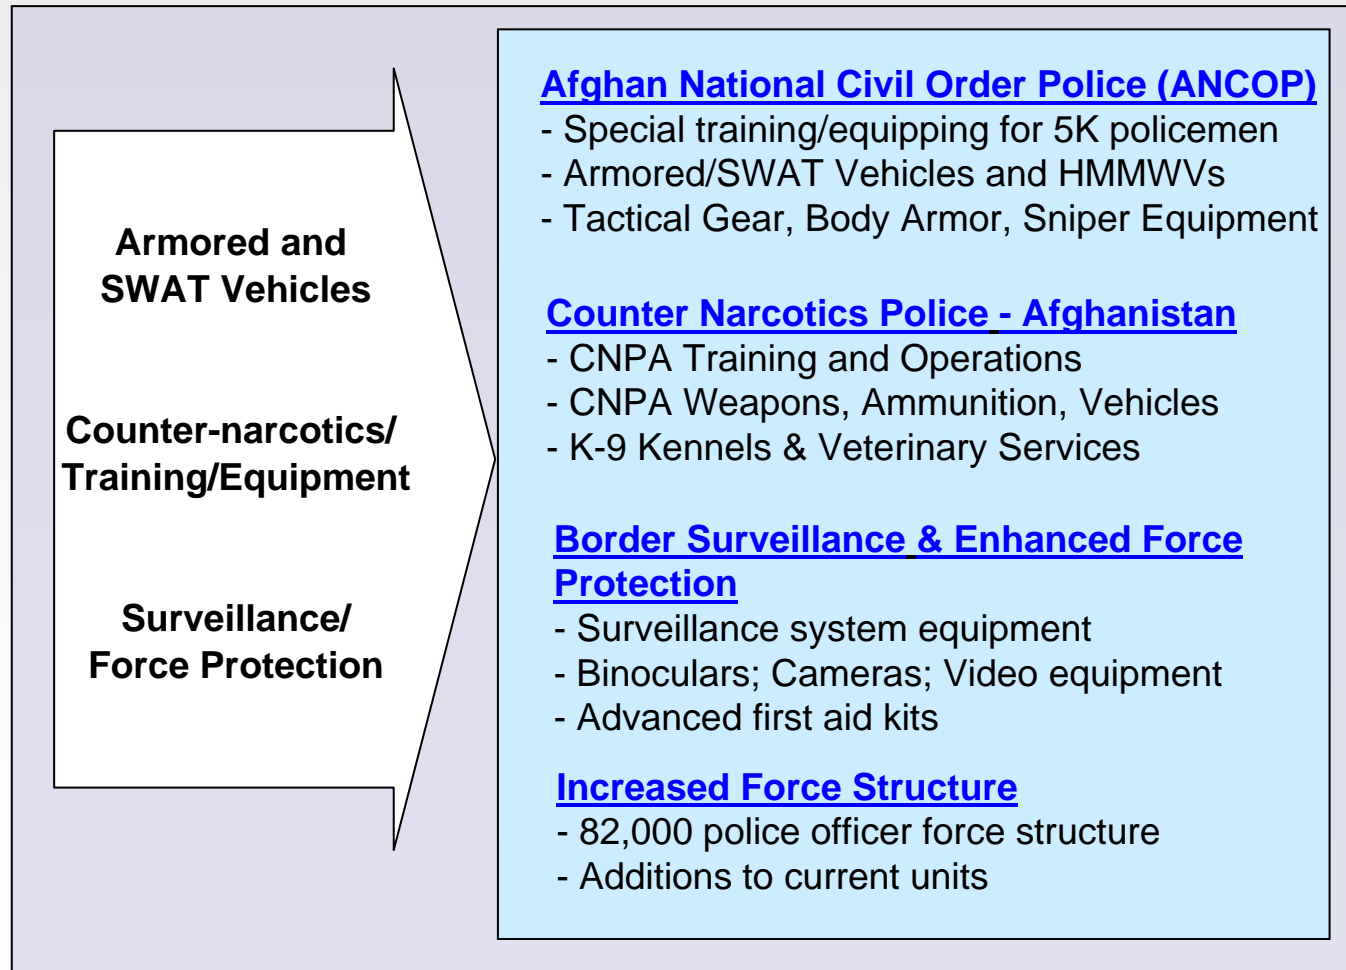 Armored and
SWAT Vehicles
Counter-narcotics/
Training/Equipment
Surveillance/
Force Protection
Afghan National Civil Order Police (ANCOP)
- Special training/equipping for 5K policemen
- Armored/SWAT Vehicles and HMMWVs
- Tactical Gear, Body Armor, Sniper Equipment
Counter Narcotics Police - Afghanistan
- CNPA Training and Operations
- CNPA Weapons, Ammunition, Vehicles
- K-9 Kennels & Veterinary Services
Border Surveillance & Enhanced Force
Protection
- Surveillance system equipment
- Binoculars; Cameras; Video equipment
- Advanced first aid kits
Increased Force Structure
- 82,000 police officer force structure
- Additions to current units